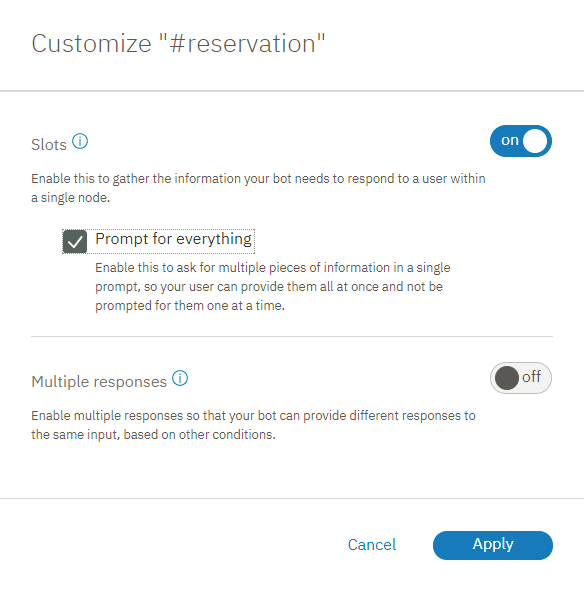 Customize "#reservation"
Slots
on
Enable this to gather the information your bot needs to respond to a user within
a single node.
Prompt for everything
Enable this to ask for multiple pieces of information in a single
prompt, so your user can provide them all at once and not be
prompted for them one at a time.
Multiple responses
off
Enable multiple responses so that your bot can provide different responses to
the same input, based on other conditions.
Cancel
Apply